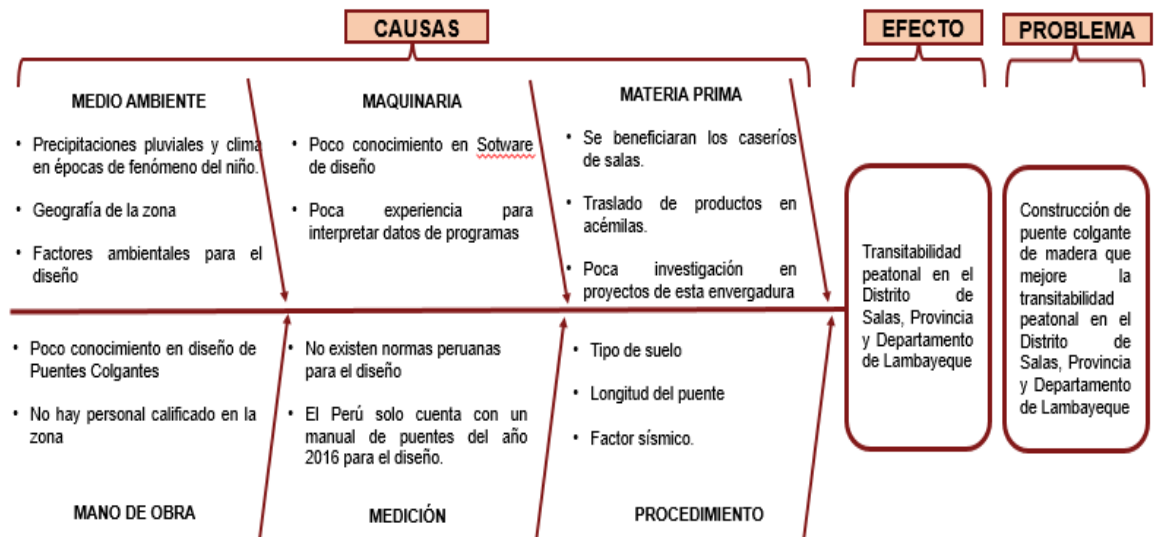 CAUSAS
EFECTO
PROBLEMA
MEDIO AMBIENTE
• Precipitaciones pluviales y clima
en épocas de fenómeno del niño.
• Geografía de la zona
• Factores ambientales para el
diseño
MAQUINARIA
• Poco conocimiento en Sotware
de diseño
• Poca experiencia para
interpretar datos de programas
MATERIA PRIMA
• Se beneficiaran los caseríos
de salas.
• Traslado de productos en
acémilas.
• Poca investigación en
proyectos de esta envergadura
• Poco conocimiento en diseño de
Puentes Colgantes
• No hay personal calificado en la
zona
MANO DE OBRA
• No existen normas peruanas
para el diseño
• El Perú solo cuenta con un
manual de puentes del año
2016 para el diseño.
MEDICIÓN
• Tipo de suelo
• Longitud del puente
• Factor sísmico.
PROCEDIMIENTO
Transitabilidad
peatonal en el
Distrito de
Salas, Provincia
y Departamento
de Lambayeque
Construcción de
puente colgante
de madera que
mejore la
transitabilidad
peatonal en el
Distrito de
Salas, Provincia
y Departamento
de Lambayeque